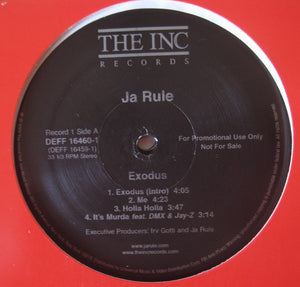 THE INC
RECORDS
Ja Rule
Record 1 Side A
DEFF 16460-1
(DEFF 16459-1)
33 1/3 RPM Stereo
For Promotional Use Only
Not For Sale
Exodus
1. Exodus (intro) 4:05
2. Me 4:23
3. Holla Holla 3:47
4. It's Murda feat. DMX & Jay-Z 3:14
Executive Producers: Irv Gotti and Ja Rule
www.jarule.com
www.theincrecords.com